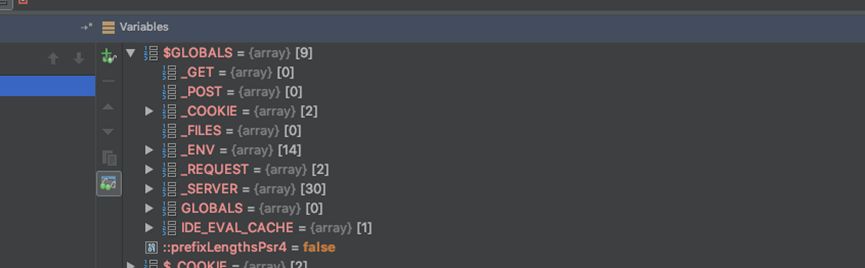 Variables
$GLOBALS = {array} [9]
_GET = {array} [0]
_POST = {array} [0]
_COOKIE = {array} [2]
_FILES = {array} [0]
_ENV = {array} [14]
_REQUEST = {array} [2]
_SERVER = {array} [30]
GLOBALS = {array} [0]
IDE_EVAL_CACHE = {array} [1]
::prefixLengthsPsr4 = false
$_COOKIE = {array} [2]